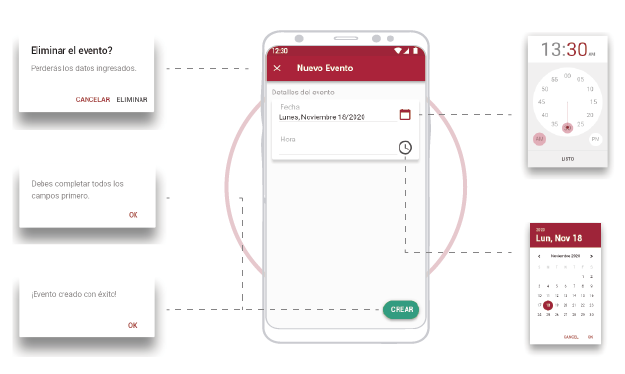 Eliminar el evento?
Perderás los datos ingresados.
CANCELAR ELIMINAR
Debes completar todos los
campos primero.
OK
¡Evento creado con éxito!
OK
12:30
Nuevo Evento
Detalles del evento
Fecha
Lunes, Noviembre 18/2020
Hora
CREAR
13:30 AM
00
55
50
45
40
35
25
20
15
AM PM
LISTO
2020
Lun, Nov 18
Noviembre 2020
1 2
3 4 5 6 7 8 9
10 11 12 13 14 15 16
17 18 19 20 21 22 23
24 25 26 27 28 29 30
CANCEL OK